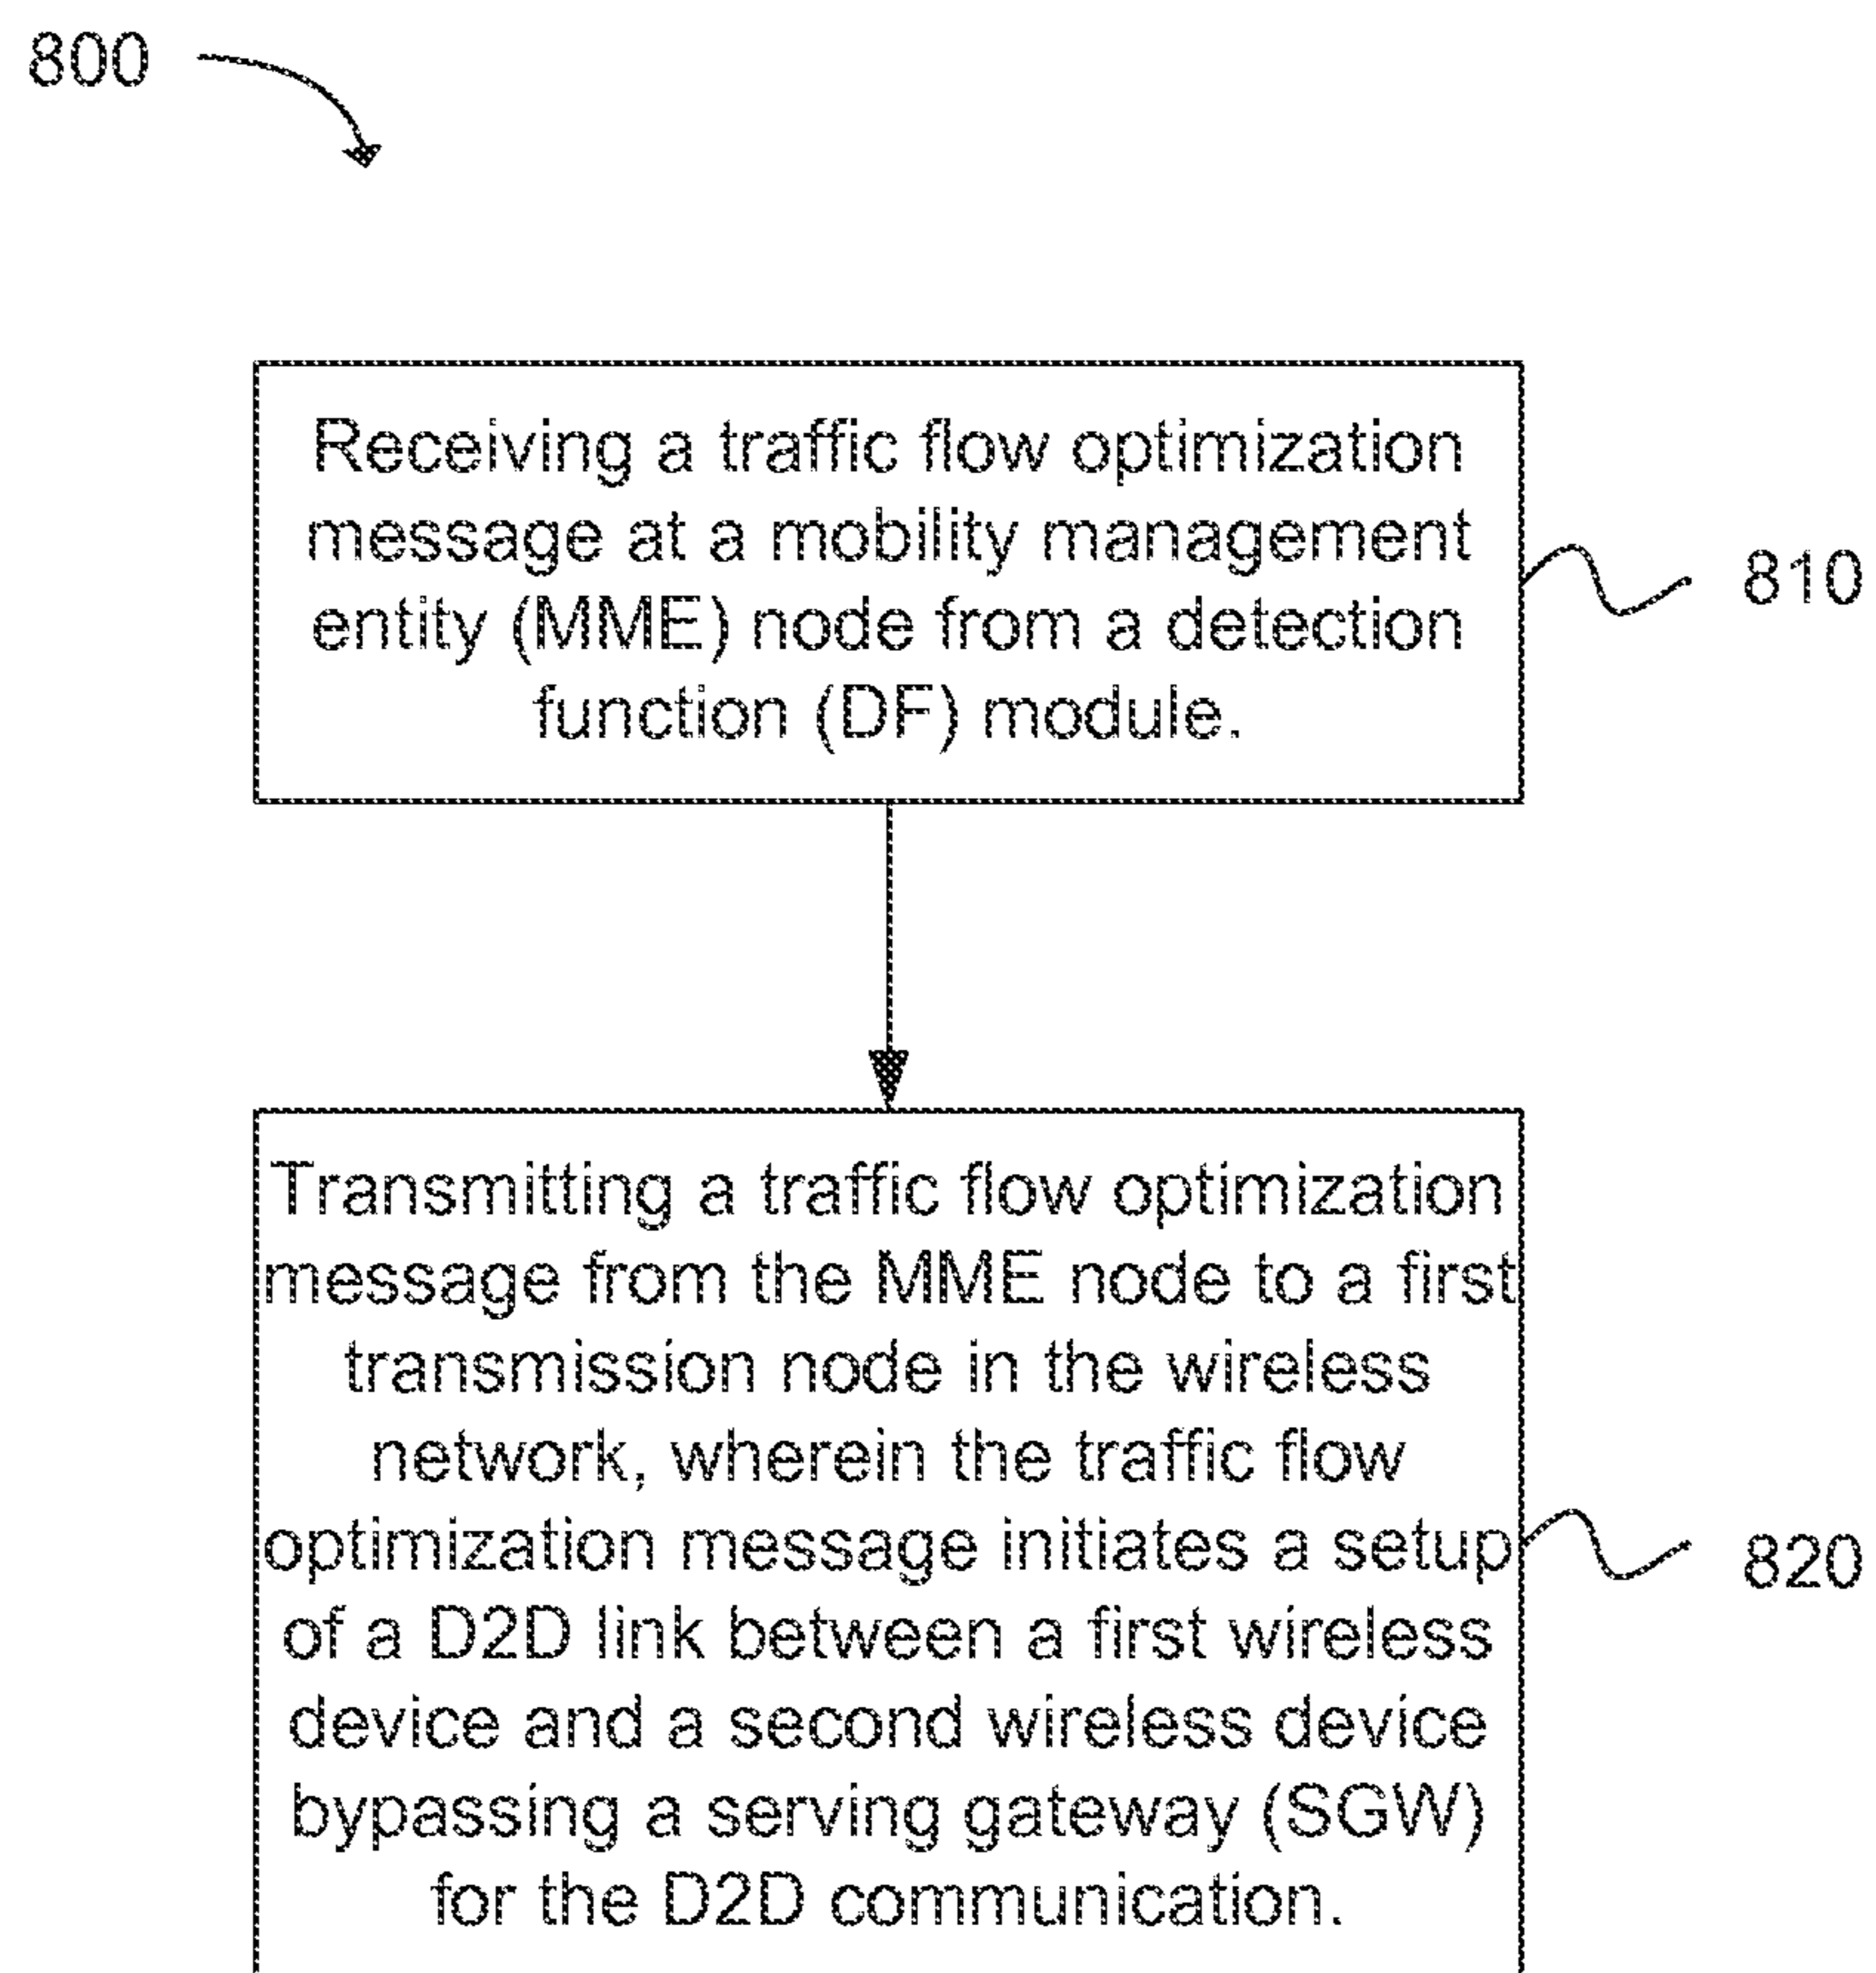 800
Receiving a traffic flow optimization
message at a mobility management
entity (MME) node from a detection
function (DF) module.
810
Transmitting a traffic flow optimization
message from the MME node to a first
transmission node in the wireless
network, wherein the traffic flow
optimization message initiates a setup
of a D2D link between a first wireless
device and a second wireless device
bypassing a serving gateway (SGW)
for the D2D communication.
820